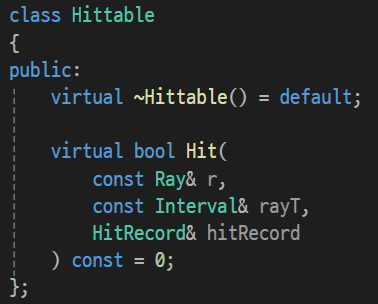 class Hittable
{
public:
    virtual ~Hittable() = default;

    virtual bool Hit(
        const Ray& r,
        const Interval& rayT,
        HitRecord& hitRecord
    ) const = 0;
};